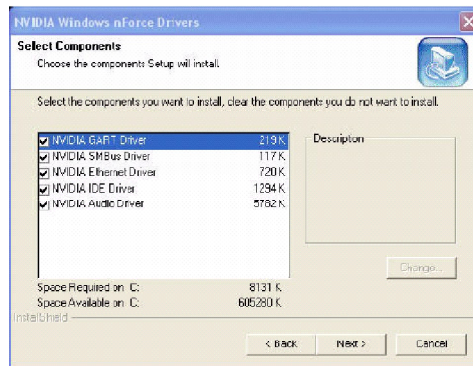 NVIDIA Windows nForce Drivers
Select Components
Choose the components Setup will install.
Select the components you want to install, clear the components you do not want to install.
NVIDIA GART Driver 219 K
NVIDIA SMBus Driver 117 K
NVIDIA Ethernet Driver 720 K
NVIDIA IDE Driver 1294 K
NVIDIA Audio Driver 5782 K
Description
Change...
Space Required on C: 8131 K
Space Available on C: 605280 K
InstallShield
< Back
Next >
Cancel